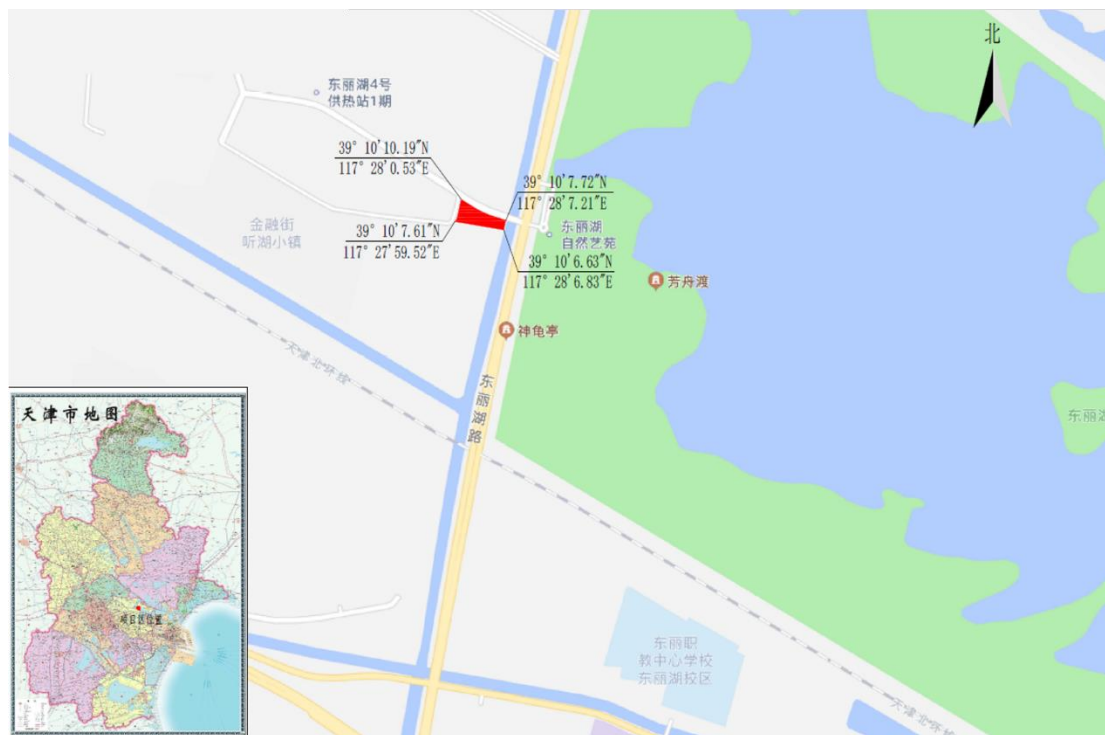 北
东丽湖4号
供热站1期
39° 10'10.19"N
117° 28'0.53"E
39° 10'7.72"N
117° 28'7.21"E
金融街
听湖小镇
39° 10'7.61"N
117° 27'59.52"E
东丽湖
自然艺苑
39° 10'6.63"N
117° 28'6.83"E
芳舟渡
神龟亭
天津北环线
东丽湖路
东丽湖
天津市地图
项目区位置
东丽职
教中心学校
东丽湖校区
天津北环线